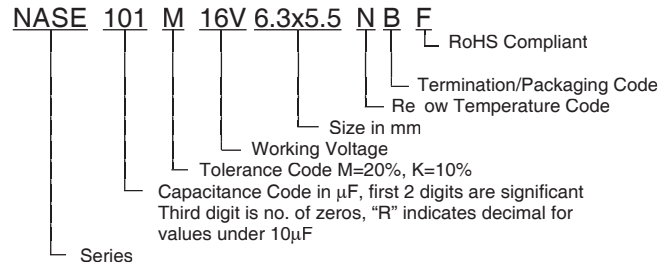 NASE 101 M 16V 6.3x5.5 N B F
RoHS Compliant
Termination/Packaging Code
Re ow Temperature Code
Size in mm
Working Voltage
Tolerance Code M=20%, K=10%
Capacitance Code in μF, first 2 digits are significant
Third digit is no. of zeros, “R” indicates decimal for
values under 10μF
Series